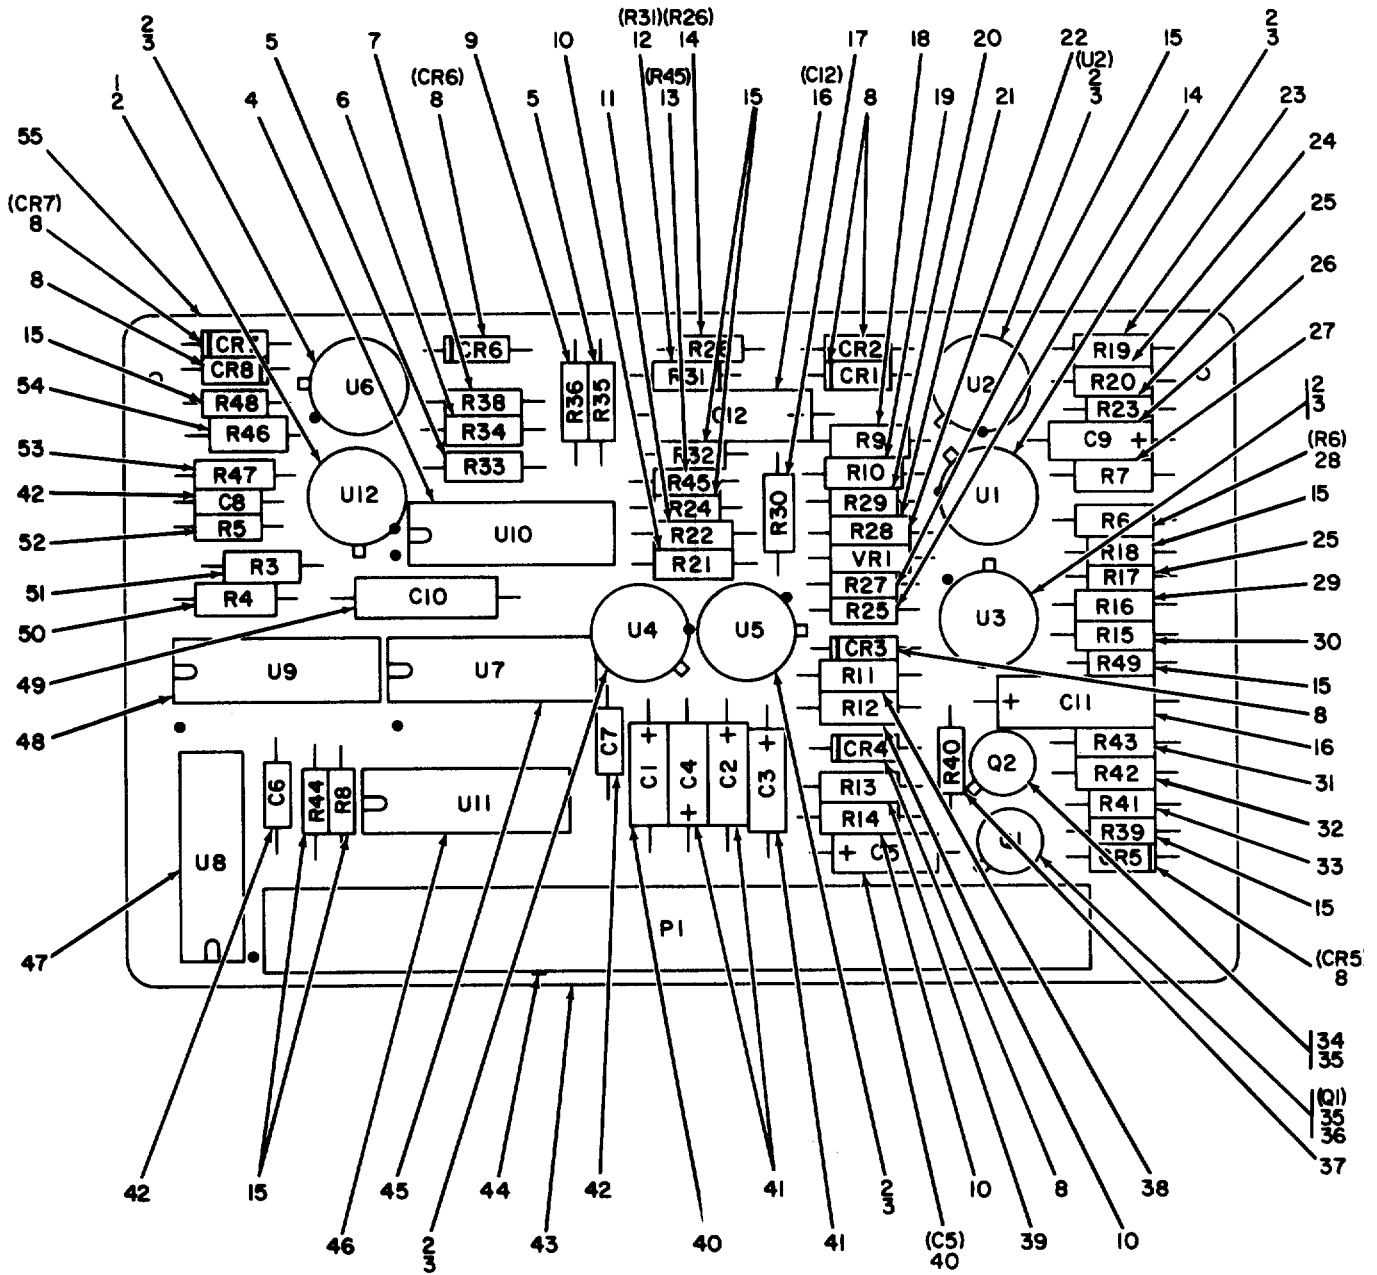 (R31)(R26)
2
3
5
7
9
10
12
14
17
18
20
22
15
2
3
(CR6)
(R45)
(C12)
(U2)
1
2
4
6
8
5
11
13
15
16
8
19
21
2
3
14
23
55
24
(CR7)
8
25
8
26
15
27
54
2
3
53
(R6)
28
42
15
52
25
51
29
50
30
49
15
48
8
16
31
32
33
47
15
(CR5)
8
34
35
(Q1)
35
36
37
CR7
CR8
R48
R46
R47
C8
R5
R3
R4
U6
U12
CR6
R38
R34
R33
U10
C10
U9
U7
R36
R35
R26
R31
C12
R32
R45
R24
R22
R21
R30
CR2
CR1
R9
R10
R29
R28
VR1
R27
R25
U2
U1
U3
R19
R20
R23
C9 +
R7
R6
R18
R17
R16
R15
R49
+ C11
U4
U5
CR3
R11
R12
CR4
R13
R14
+ C5
R40
Q2
Q1
R43
R42
R41
R39
CR5
C7
C1 +
C4 +
C2 +
C3 +
U8
C6
R44
R8
U11
P1
42
15
45
44
42
41
2
3
10
8
38
46
2
3
43
40
41
(C5)
40
39
10